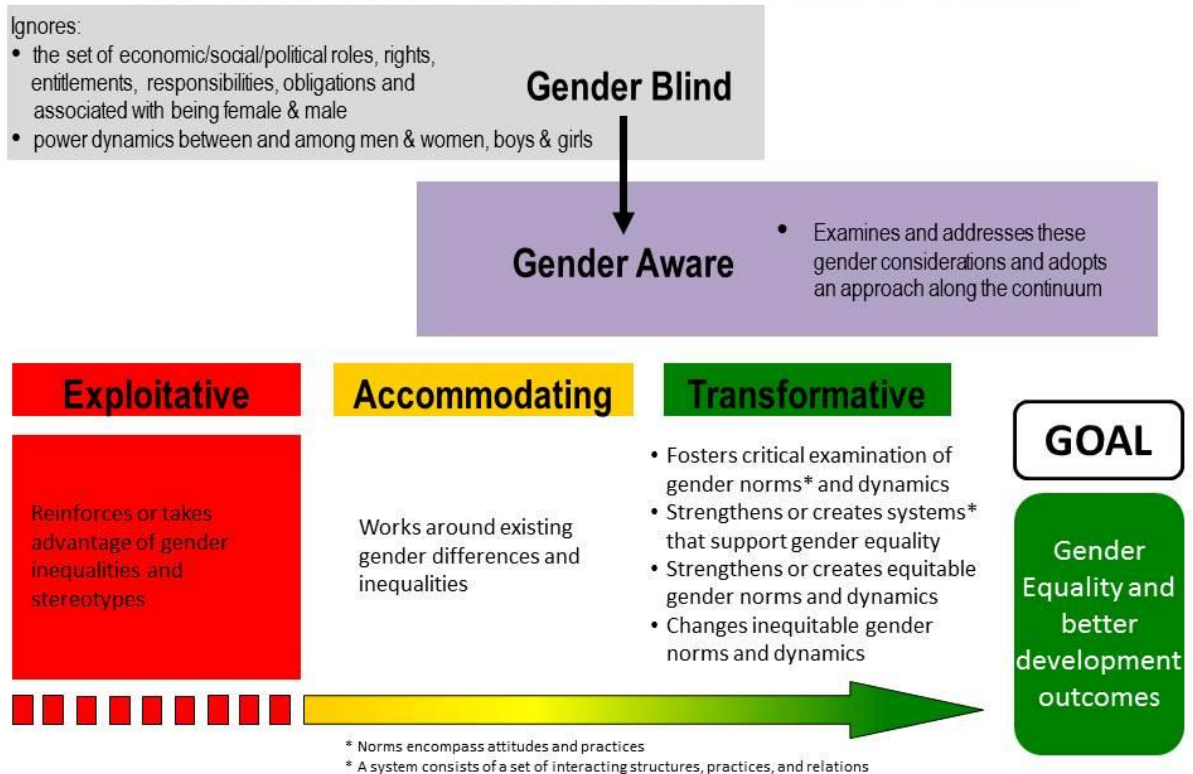 Ignores:
• the set of economic/social/political roles, rights,
entitlements, responsibilities, obligations and
associated with being female & male
• power dynamics between and among men & women, boys & girls
Gender Blind
Gender Aware
• Examines and addresses these
gender considerations and adopts
an approach along the continuum
Exploitative
Reinforces or takes
advantage of gender
inequalities and
stereotypes
Accommodating
Works around existing
gender differences and
inequalities
Transformative
• Fosters critical examination of
gender norms* and dynamics
• Strengthens or creates systems*
that support gender equality
• Strengthens or creates equitable
gender norms and dynamics
• Changes inequitable gender
norms and dynamics
GOAL
Gender
Equality and
better
development
outcomes
* Norms encompass attitudes and practices
* A system consists of a set of interacting structures, practices, and relations